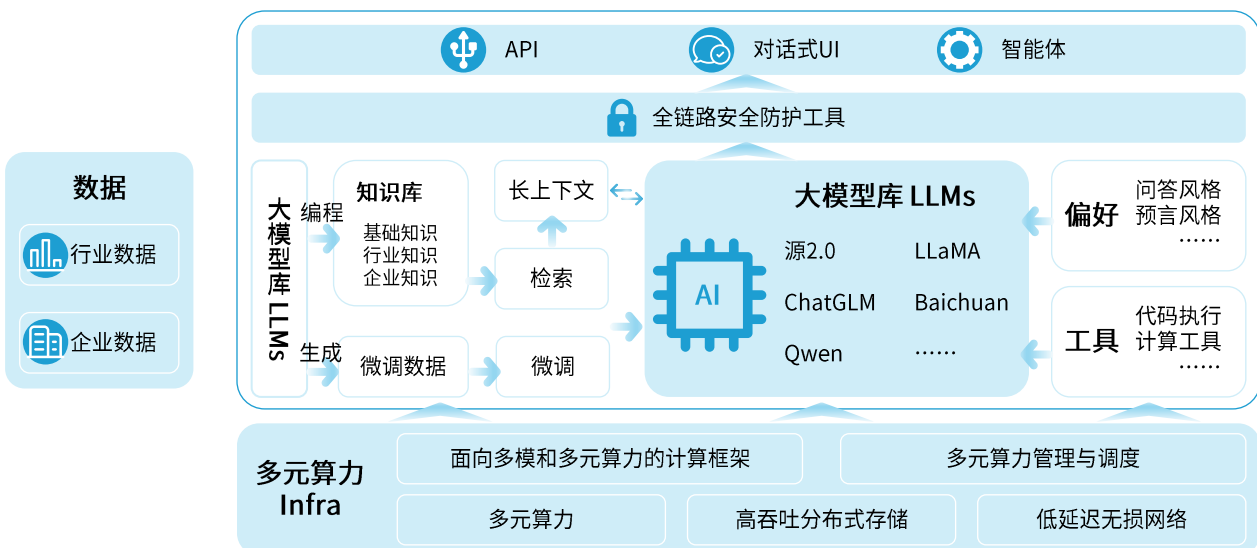 API
对话式UI
智能体
全链路安全防护工具
数据
行业数据
企业数据
大模型库 LLMs
编程
生成
知识库
基础知识
行业知识
企业知识
长上下文
检索
微调数据
微调
大模型库 LLMs
AI
源2.0
LLaMA
ChatGLM
Baichuan
Qwen
……
偏好
问答风格
预言风格
……
工具
代码执行
计算工具
……
多元算力
Infra
面向多模和多元算力的计算框架
多元算力管理与调度
多元算力
高吞吐分布式存储
低延迟无损网络